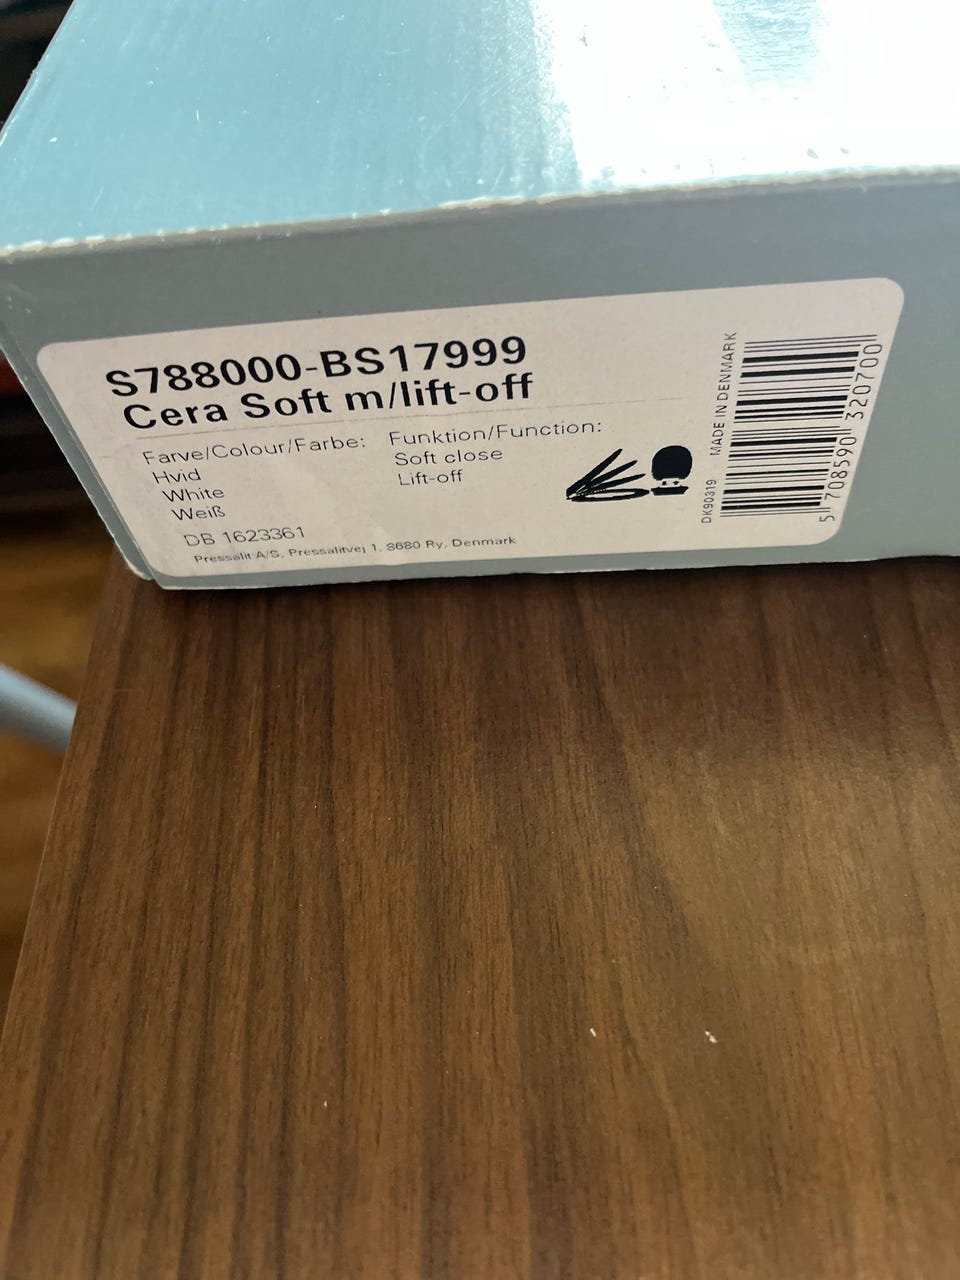 S788000-BS17999
Cera Soft m/lift-off
Farve/Colour/Farbe:
Hvid
White
Weiß
Funktion/Function:
Soft close
Lift-off
DB 1623361
Pressalit A/S, Pressalitvej 1, 8680 Ry, Denmark
DK90319
MADE IN DENMARK
5 708590 320700